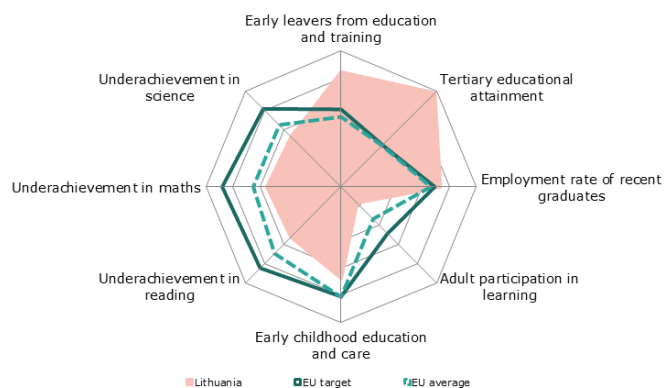 Early leavers from education
and training
Underachievement in
science
Tertiary educational
attainment
Underachievement in maths
Employment rate of recent
graduates
Underachievement in
reading
Adult participation in
learning
Early childhood education
and care
Lithuania
EU target
EU average